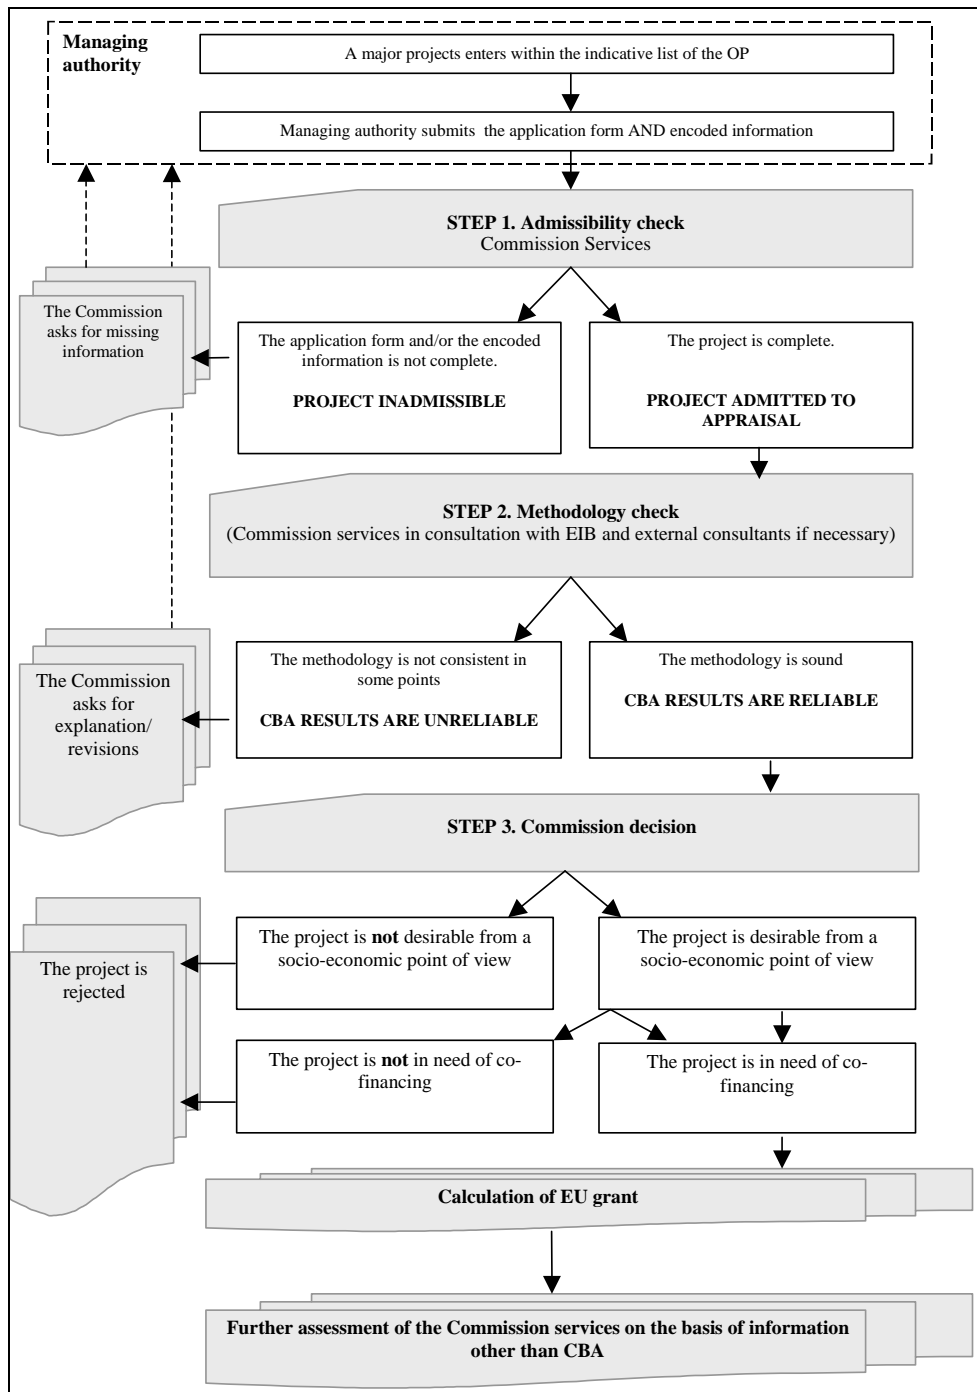 Managing
authority
A major projects enters within the indicative list of the OP
Managing authority submits the application form AND encoded information
STEP 1. Admissibility check
Commission Services
The Commission
asks for missing
information
The application form and/or the encoded
information is not complete.
PROJECT INADMISSIBLE
The project is complete.
PROJECT ADMITTED TO
APPRAISAL
STEP 2. Methodology check
(Commission services in consultation with EIB and external consultants if necessary)
The Commission
asks for
explanation/
revisions
The methodology is not consistent in
some points
CBA RESULTS ARE UNRELIABLE
The methodology is sound
CBA RESULTS ARE RELIABLE
STEP 3. Commission decision
The project is
rejected
The project is not desirable from a
socio-economic point of view
The project is desirable from a
socio-economic point of view
The project is not in need of co-
financing
The project is in need of co-
financing
Calculation of EU grant
Further assessment of the Commission services on the basis of information
other than CBA